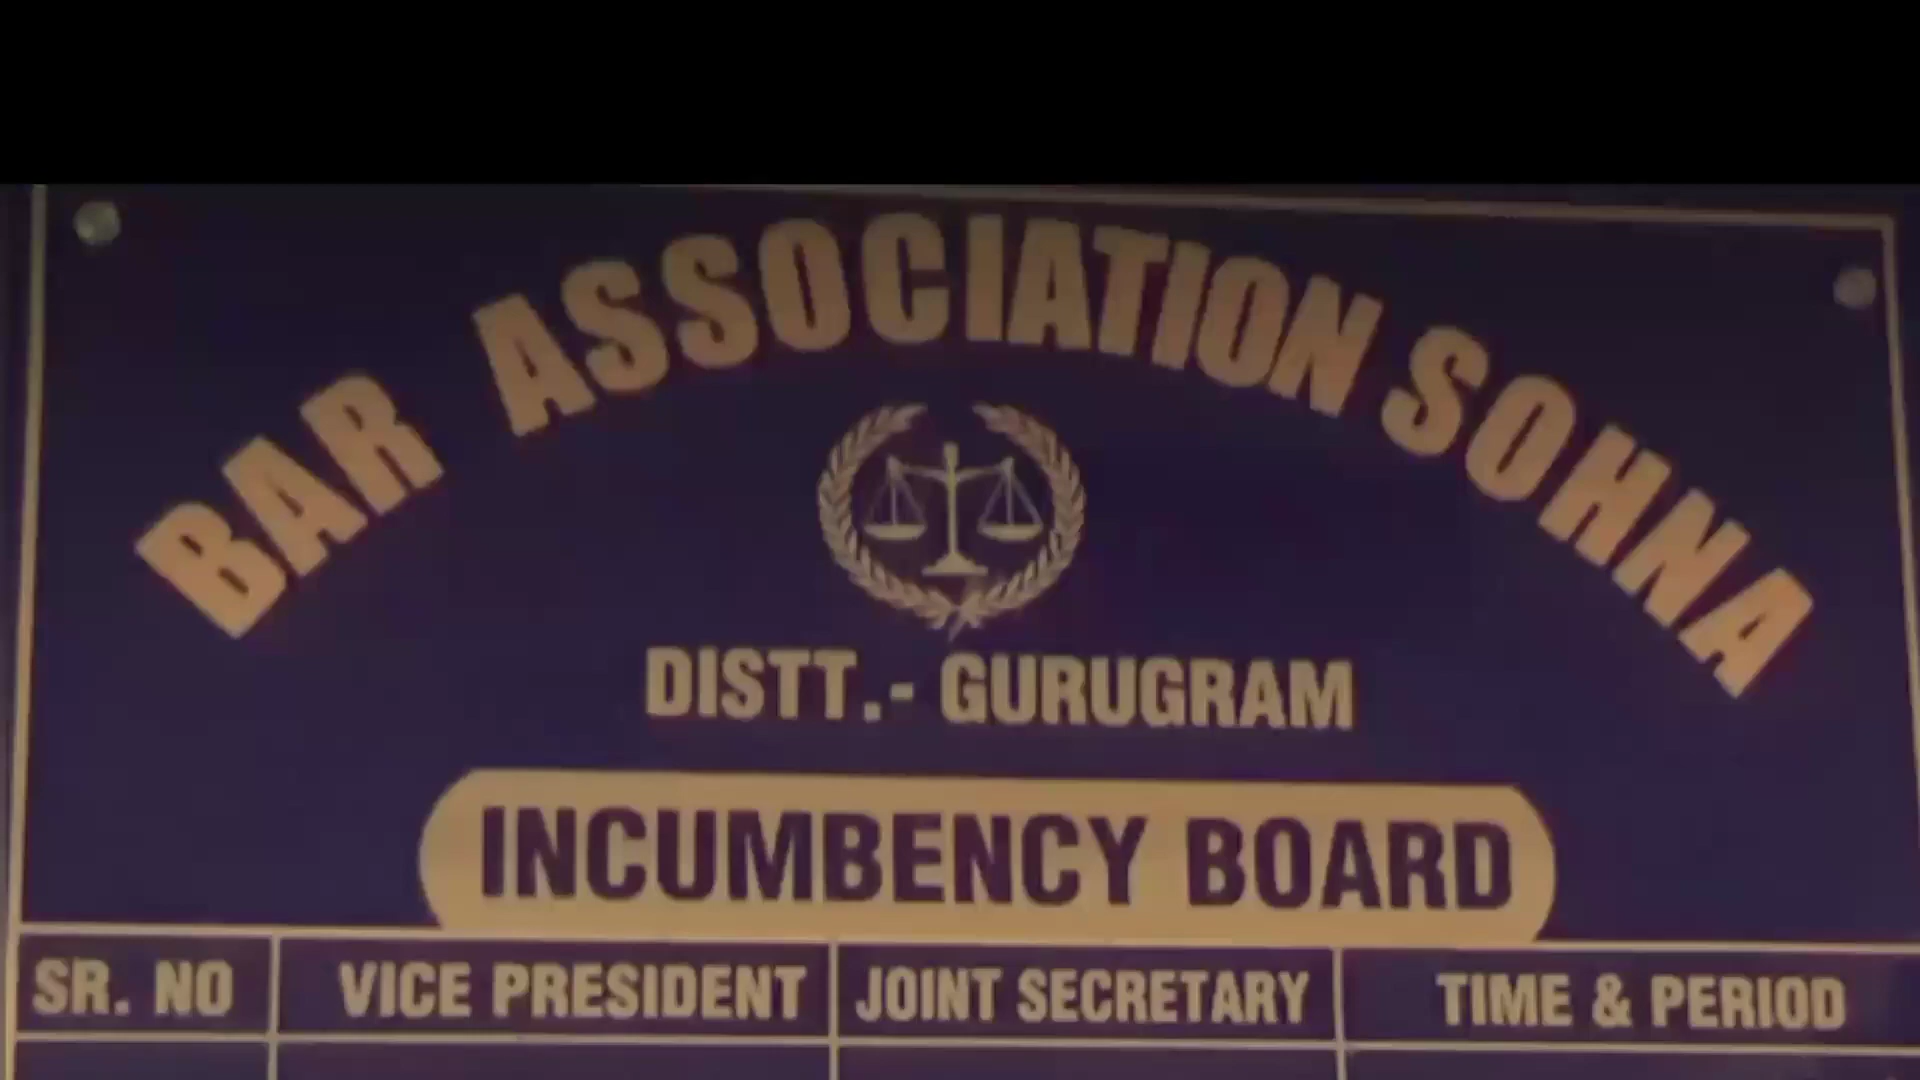 BAR ASSOCIATION SOHNA
DISTT.- GURUGRAM
INCUMBENCY BOARD
SR. NO VICE PRESIDENT JOINT SECRETARY TIME & PERIOD